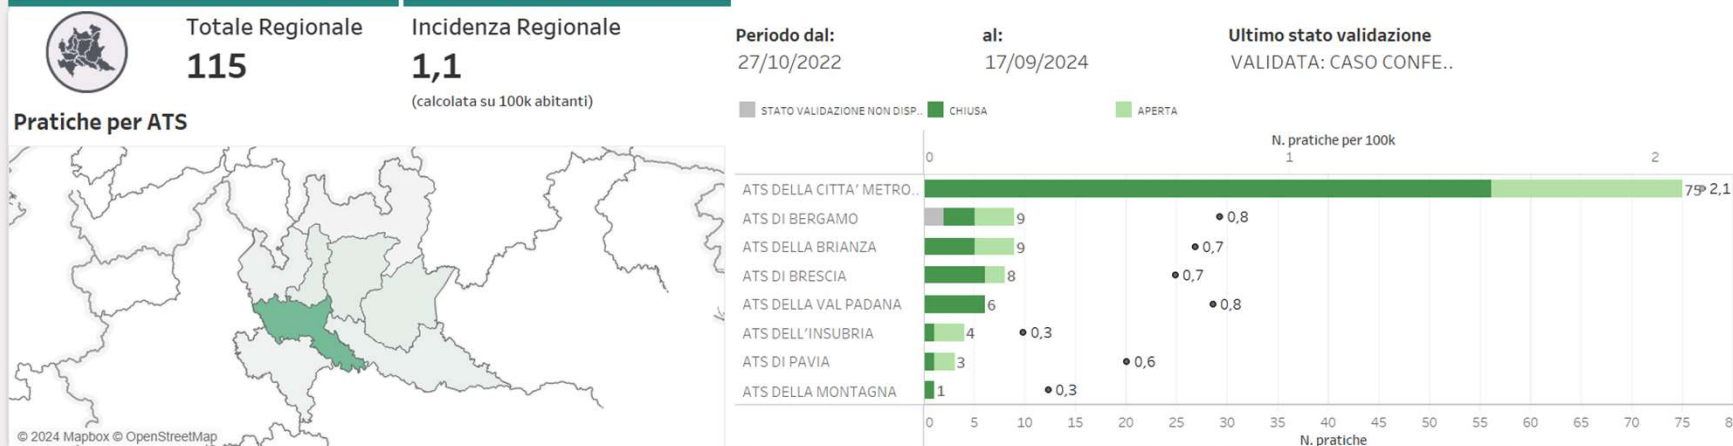 Totale Regionale
115
Incidenza Regionale
1,1
(calcolata su 100k abitanti)
Pratiche per ATS
© 2024 Mapbox © OpenStreetMap
Periodo dal:
27/10/2022
al:
17/09/2024
Ultimo stato validazione
VALIDATA: CASO CONFE..
STATO VALIDAZIONE NON DISP..
CHIUSA
APERTA
N. pratiche per 100k
0 1 2
ATS DELLA CITTA' METRO.. 75 2,1
ATS DI BERGAMO 9 0,8
ATS DELLA BRIANZA 9 0,7
ATS DI BRESCIA 8 0,7
ATS DELLA VAL PADANA 6 0,8
ATS DELL'INSUBRIA 4 0,3
ATS DI PAVIA 3 0,6
ATS DELLA MONTAGNA 1 0,3
0 5 10 15 20 25 30 35 40 45 50 55 60 65 70 75
N. pratiche